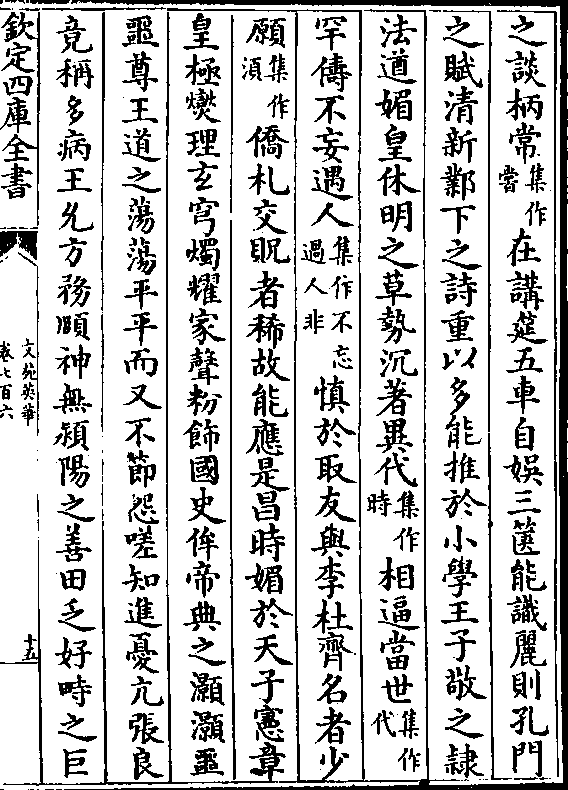 之談柄常集作嘗在講筵五車自娱三篋能識麗則孔門
之賦清新鄴下之詩重以多能推於小學王子敬之隷
法遒媚皇休明之草勢沉著異代集作時相逼當世集作代
罕儔不妄遇人集作不忘過人非慎於取友與李杜齊名者少
願集作湏僑札交貺者稀故能應是昌時媚於天子憲章
皇極爕理玄穹燭耀家聲粉飾國史侔帝典之灝灝噩
噩尊王道之蕩蕩平平而又不節怨嗟知進憂亢張良
竟稱多病王允方務頤神無潁陽之善田乏好畤之巨
欽定四庫全書
文苑英華
卷七百六
十五